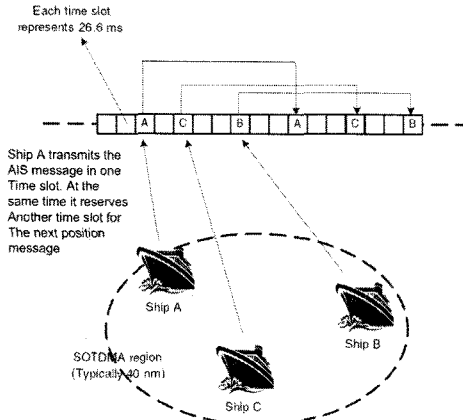 Each time slot
represents 26.6 ms
A C B A C B
Ship A transmits the
AIS message in one
Time slot. At the
same time it reserves
Another time slot for
The next position
message
Ship A
Ship B
SOTDMA region
(Typically 40 nm)
Ship C